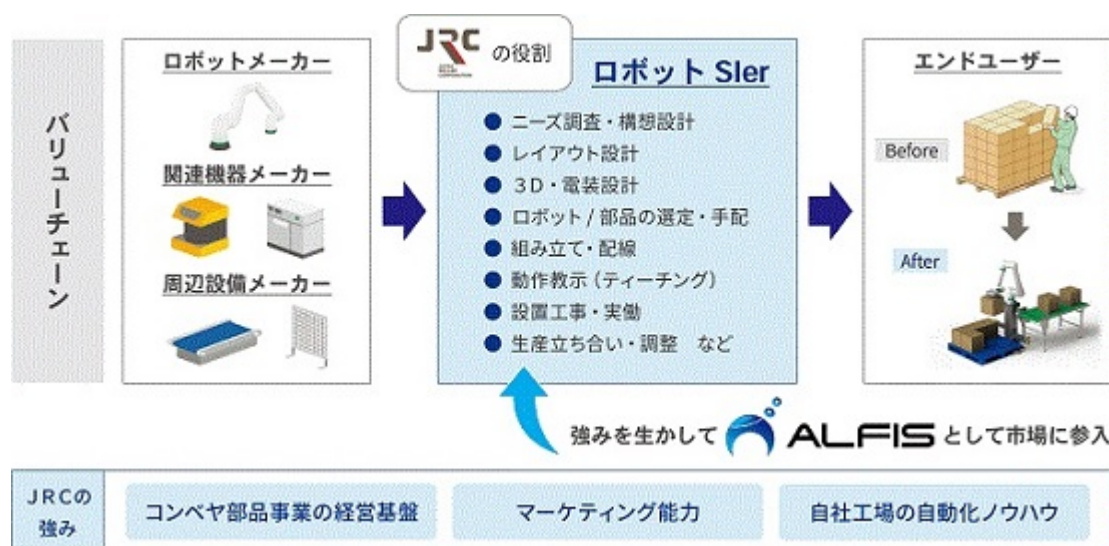 バリューチェーン
ロボットメーカー
関連機器メーカー
周辺設備メーカー
JRC の役割
ロボット SIer
● ニーズ調査・構想設計
● レイアウト設計
● 3D・電装設計
● ロボット / 部品の選定・手配
● 組み立て・配線
● 動作教示（ティーチング）
● 設置工事・実働
● 生産立ち合い・調整 など
エンドユーザー
Before
After
強みを生かして ALFIS として市場に参入
JRCの
強み
コンベヤ部品事業の経営基盤
マーケティング能力
自社工場の自動化ノウハウ